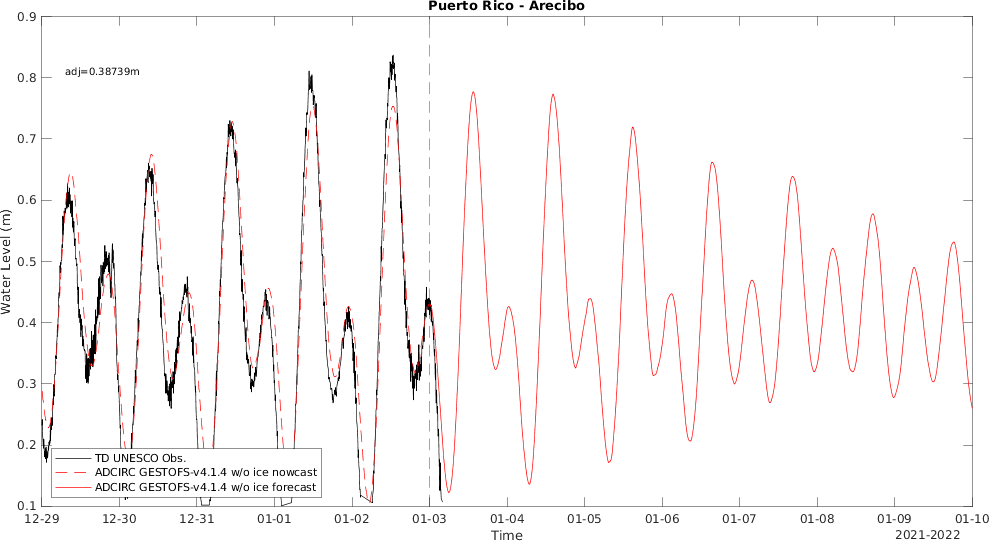 Puerto Rico - Arecibo
0.9
0.8
0.7
0.6
0.5
0.4
0.3
0.2
0.1
Water Level (m)
adj=0.38739m
TD UNESCO Obs.
ADCIRC GESTOFS-v4.1.4 w/o ice nowcast
ADCIRC GESTOFS-v4.1.4 w/o ice forecast
12-29 12-30 12-31 01-01 01-02 01-03 01-04 01-05 01-06 01-07 01-08 01-09 01-10
Time
2021-2022